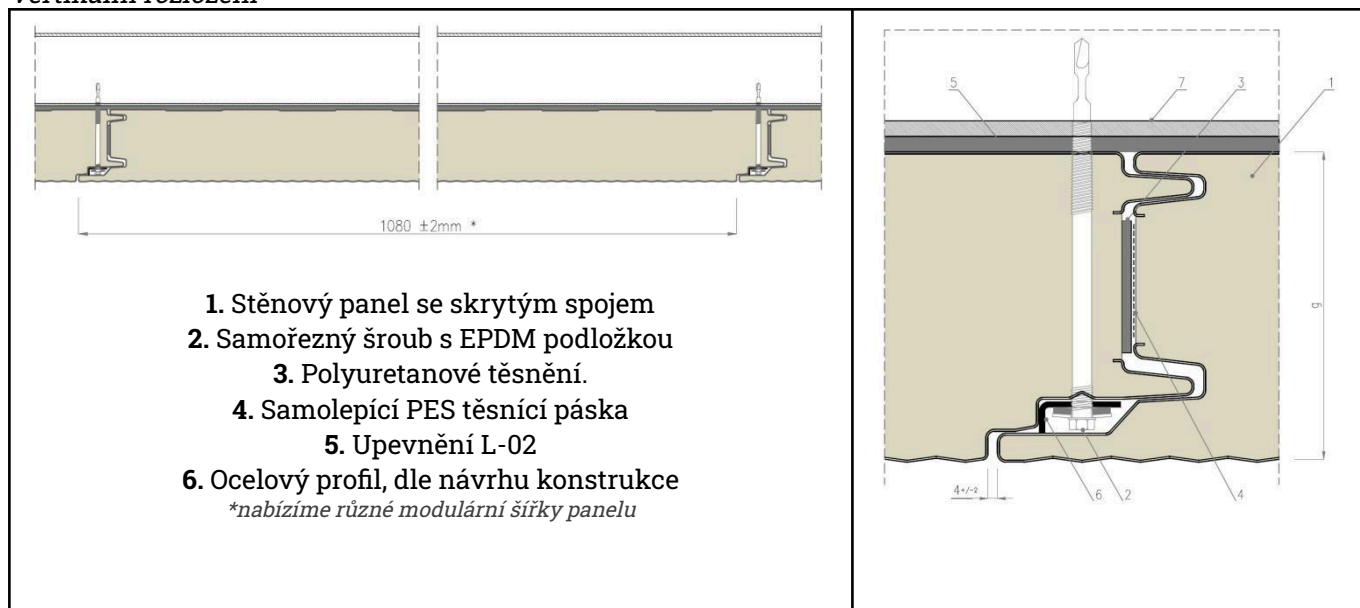 Vertikální rozložení
1080 ±2mm *
1. Stěnový panel se skrytým spojem
2. Samořezný šroub s EPDM podložkou
3. Polyuretanové těsnění.
4. Samolepící PES těsnící páska
5. Upevnění L-02
6. Ocelový profil, dle návrhu konstrukce
*nabízíme různé modulární šířky panelu
5
7
3
1
g
4+/-2
6
2
4